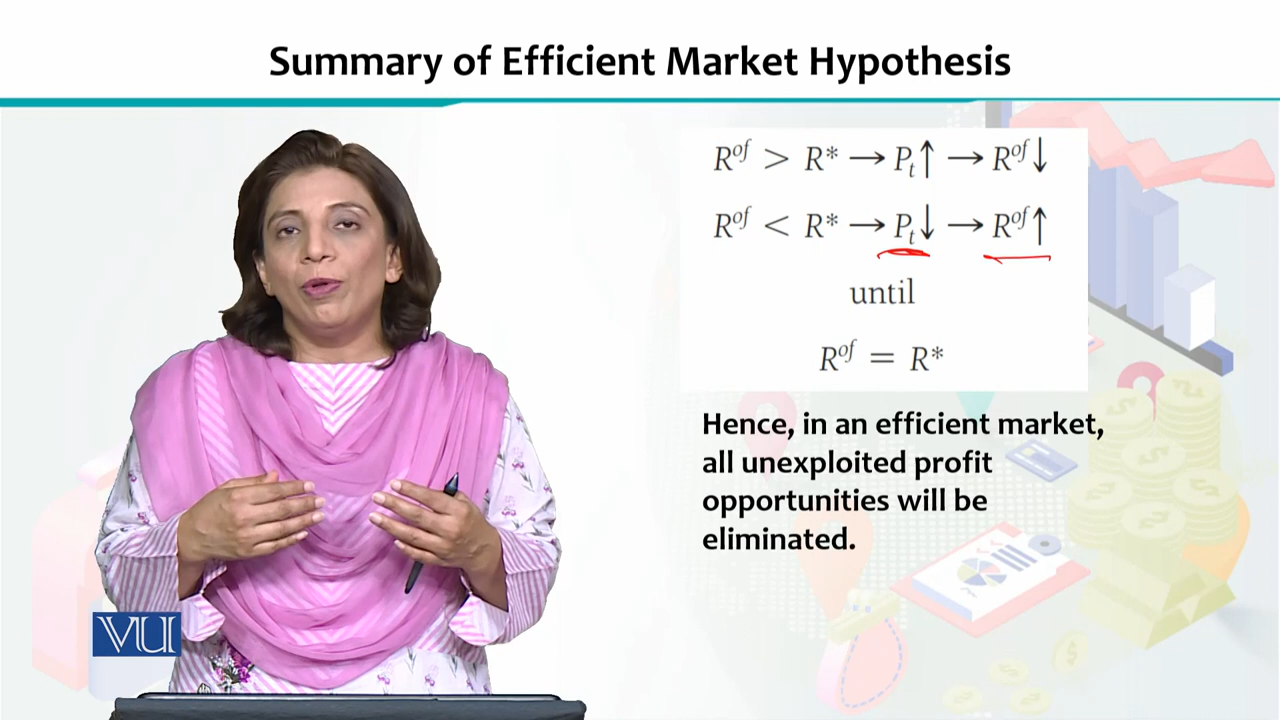 Summary of Efficient Market Hypothesis
R^of > R* → P_t↑ → R^of↓
R^of < R* → P_t↓ → R^of↑
until
R^of = R*
Hence, in an efficient market,
all unexploited profit
opportunities will be
eliminated.
VU